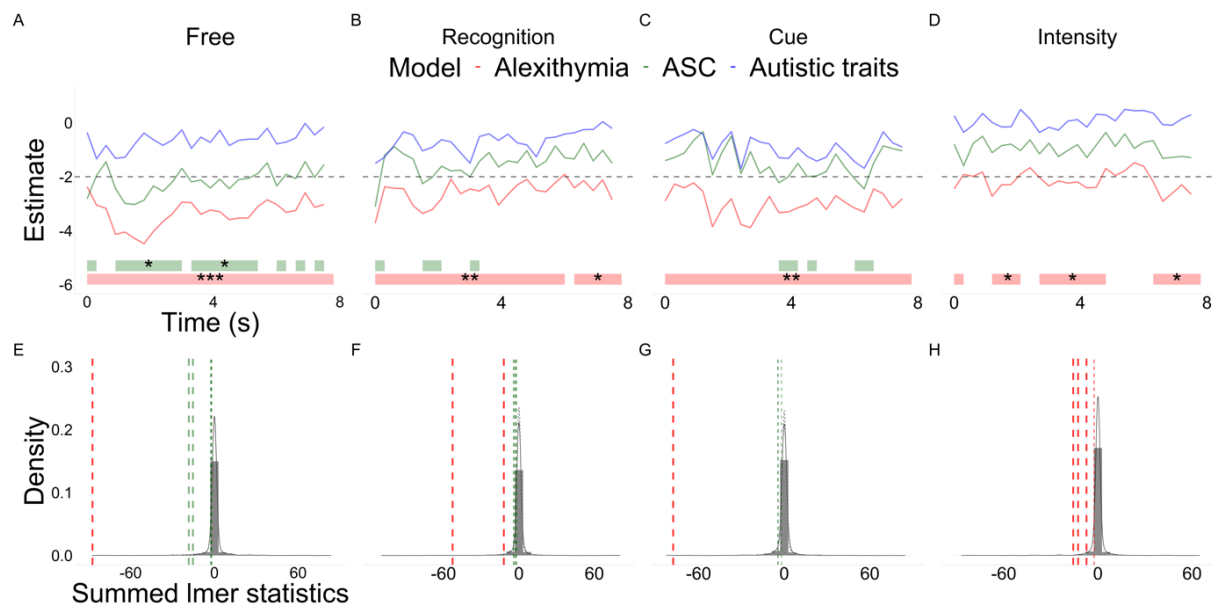 A B C D
Free Recognition Cue Intensity
Model - Alexithymia - ASC - Autistic traits
Estimate
0
-2
-4
-6
* *
***
** *
**
* * *
0 4 8 0 4 8 0 4 8 0 4 8
Time (s)
E F G H
Density
0.3
0.2
0.1
0.0
-60 0 60 -60 0 60 -60 0 60 -60 0 60
Summed lmer statistics